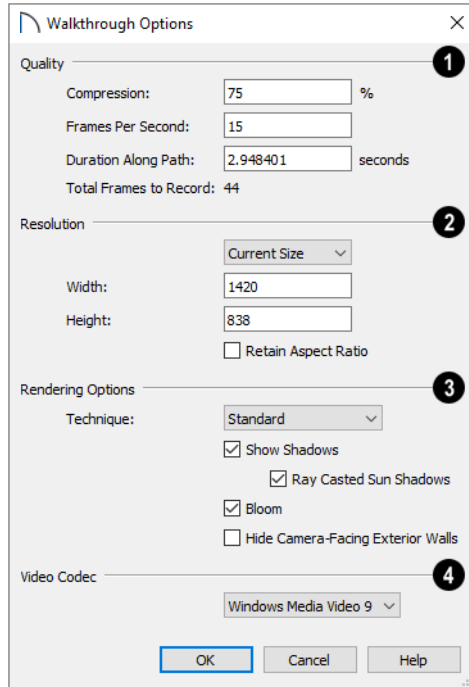 Walkthrough Options
Quality 1
Compression: 75 %
Frames Per Second: 15
Duration Along Path: 2.948401 seconds
Total Frames to Record: 44
Resolution 2
Current Size
Width: 1420
Height: 838
Retain Aspect Ratio
Rendering Options 3
Technique: Standard
Show Shadows
Ray Casted Sun Shadows
Bloom
Hide Camera-Facing Exterior Walls
Video Codec 4
Windows Media Video 9
OK Cancel Help